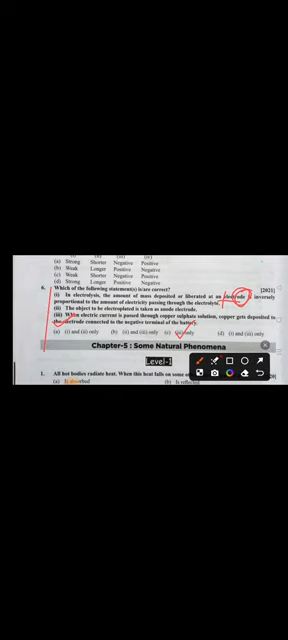 (i) (ii) (iii) (iv)
(a) Strong Shorter Negative Positive
(b) Weak Longer Positive Negative
(c) Weak Shorter Negative Positive
(d) Strong Longer Positive Negative
6. Which of the following statement(s) is/are correct? [2021]
(i) In electrolysis, the amount of mass deposited or liberated at an electrode is inversely
proportional to the amount of electricity passing through the electrolyte.
(ii) The object to be electroplated is taken as anode electrode.
(iii) When electric current is passed through copper sulphate solution, copper gets deposited to
the electrode connected to the negative terminal of the battery.
(a) (i) and (ii) only (b) (ii) and (iii) only (c) (iii) only (d) (i) and (iii) only
Chapter-5 : Some Natural Phenomena
Level-1
1. All hot bodies radiate heat. When this heat falls on some
(a) Is absorbed (b) Is reflected